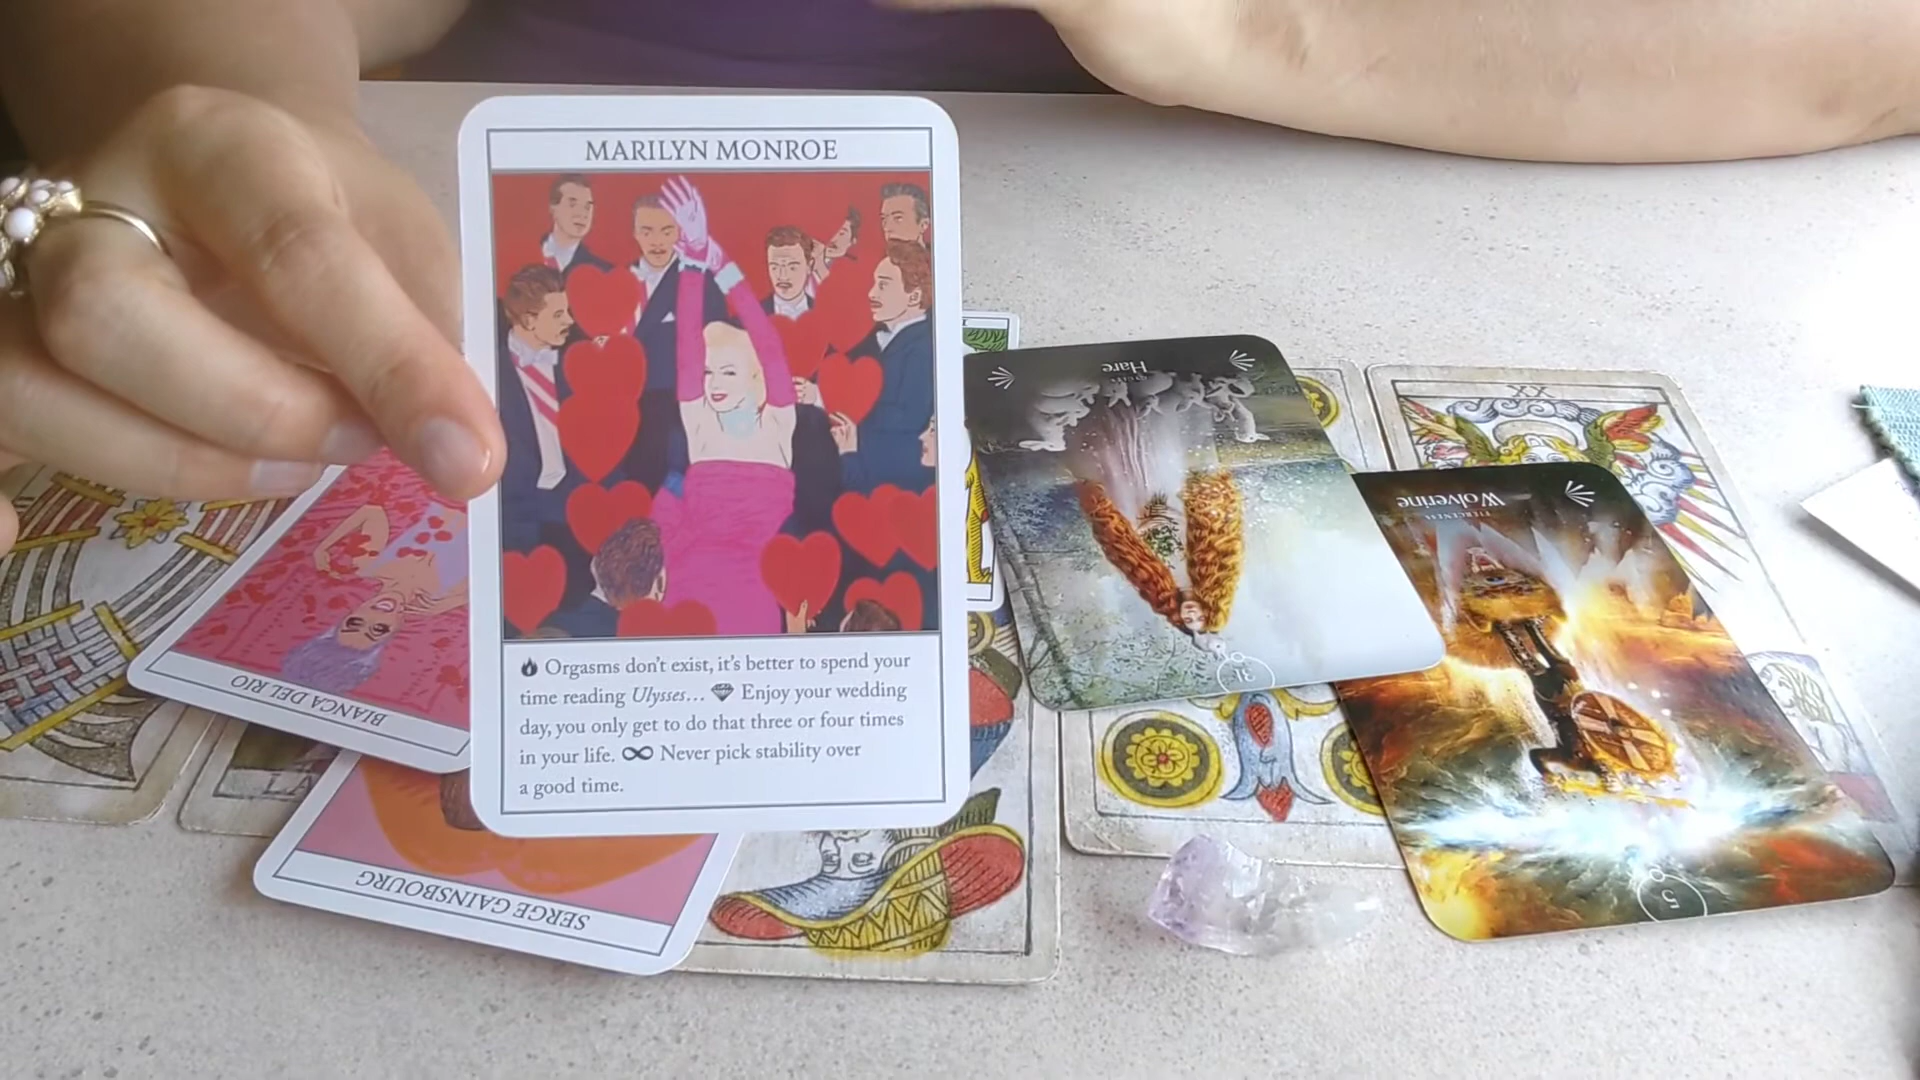 MARILYN MONROE
Orgasms don't exist, it's better to spend your
time reading Ulysses... Enjoy your wedding
day, you only get to do that three or four times
in your life. ∞ Never pick stability over
a good time.
BIANCA DEL RIO
SERGE GAINSBOURG
Hare
31
XX
Wolverine
FIERCENESS
5